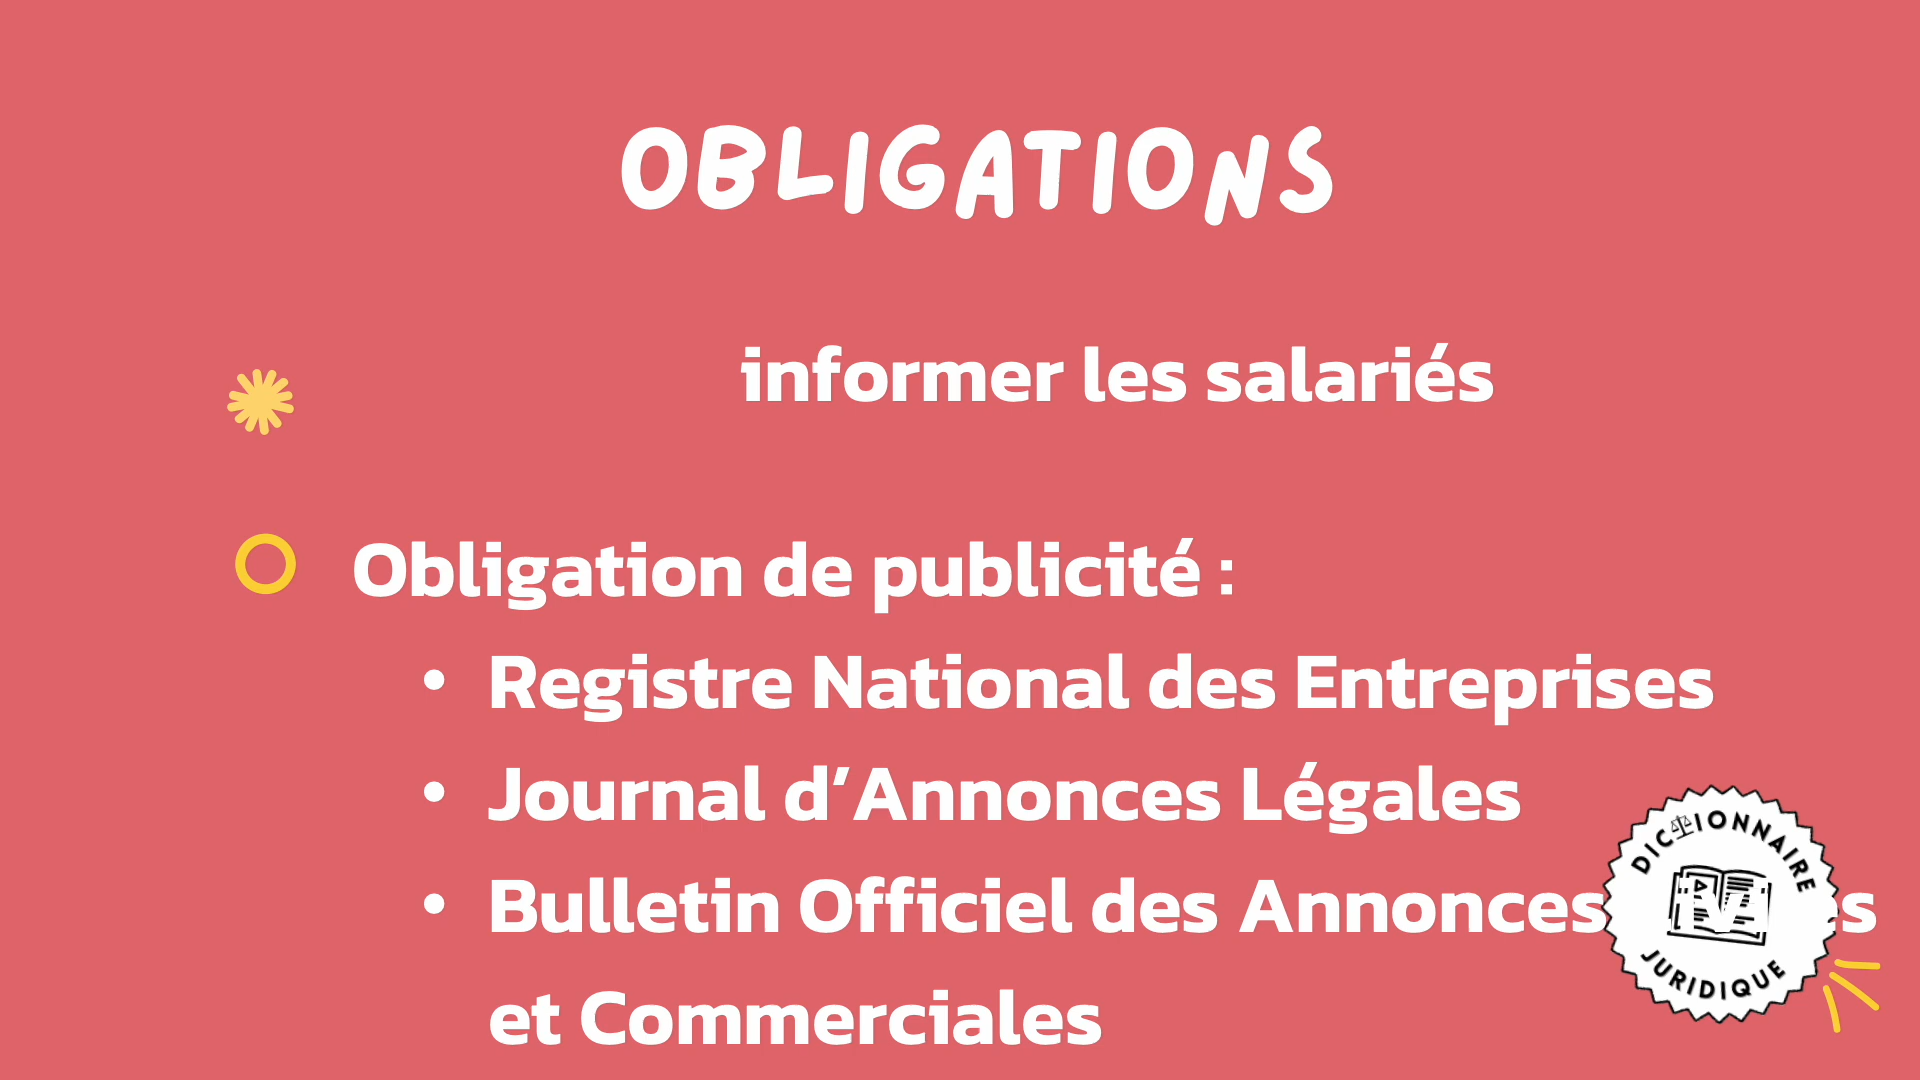 OBLIGATIONS
informer les salariés
Obligation de publicité :
• Registre National des Entreprises
• Journal d’Annonces Légales
• Bulletin Officiel des Annonces
et Commerciales
DICTIONNAIRE
JURIDIQUE